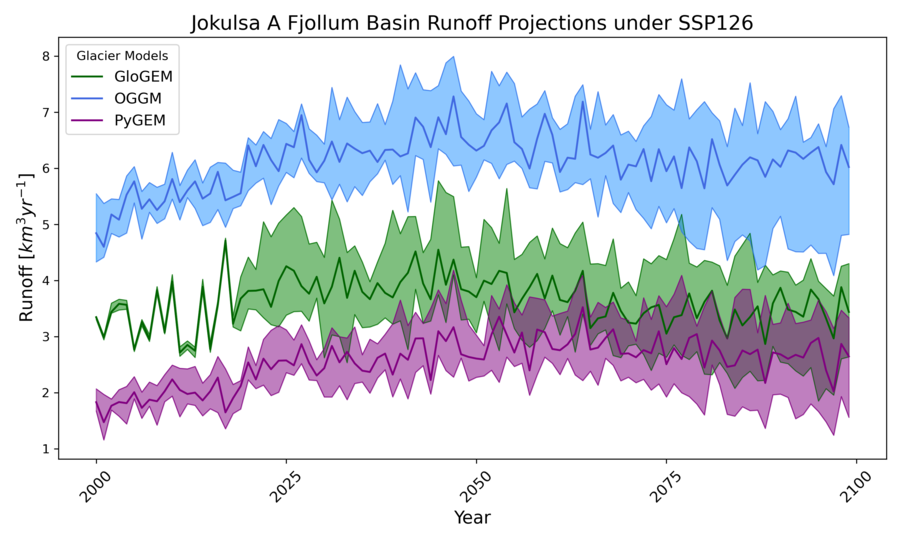 Jokulsa A Fjollum Basin Runoff Projections under SSP126
Glacier Models
GloGEM
OGGM
PyGEM
8
7
6
5
4
3
2
1
Runoff [km³yr⁻¹]
2000
2025
2050
2075
2100
Year